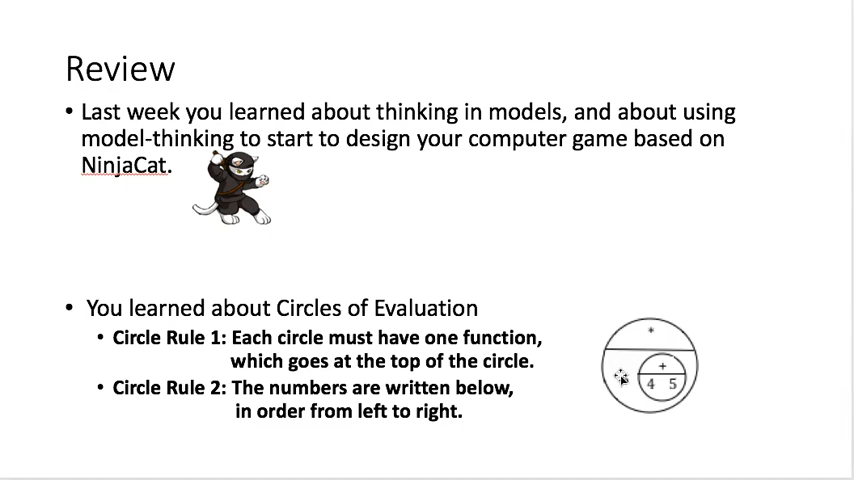 Review
• Last week you learned about thinking in models, and about using
model-thinking to start to design your computer game based on
NinjaCat.
• You learned about Circles of Evaluation
• Circle Rule 1: Each circle must have one function,
which goes at the top of the circle.
• Circle Rule 2: The numbers are written below,
in order from left to right.
*
+
4 5